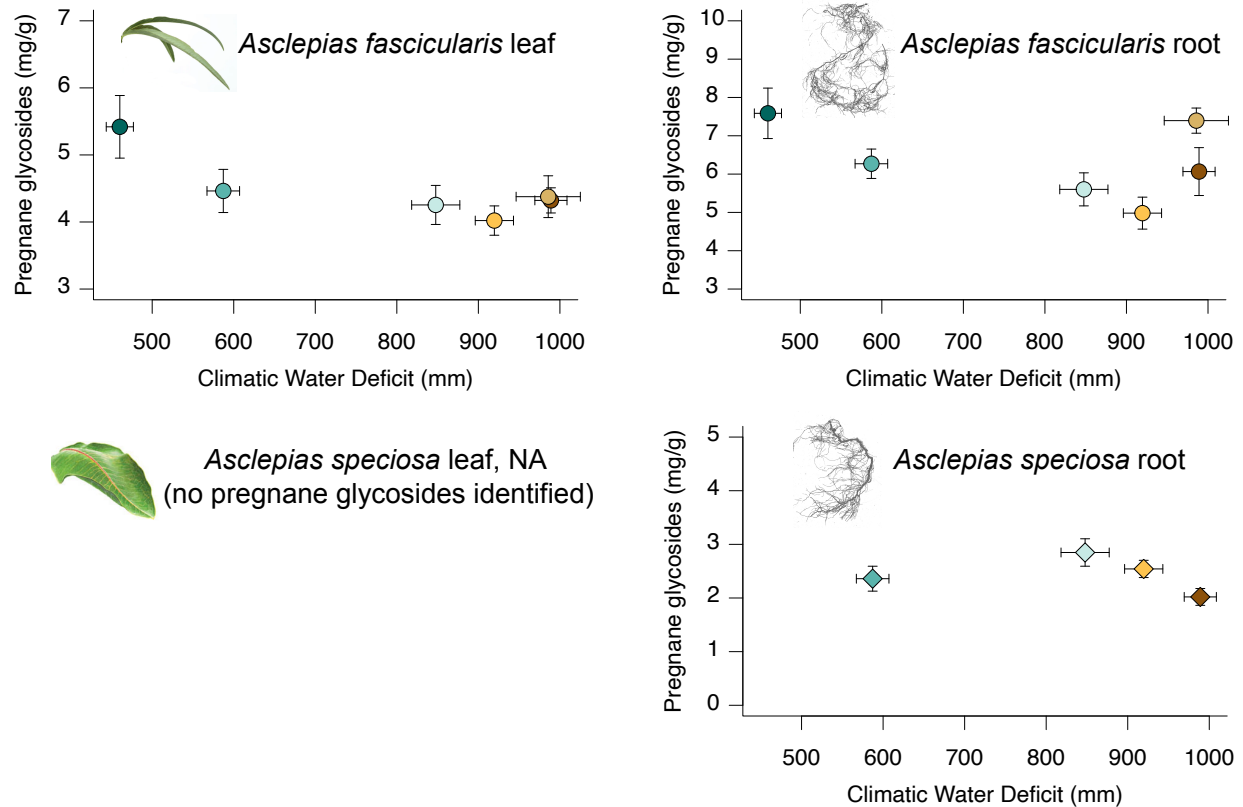 Asclepias fascicularis leaf
Pregnane glycosides (mg/g)
7
6
5
4
3
500 600 700 800 900 1000
Climatic Water Deficit (mm)
Asclepias fascicularis root
Pregnane glycosides (mg/g)
10
9
8
7
6
5
4
3
500 600 700 800 900 1000
Climatic Water Deficit (mm)
Asclepias speciosa leaf, NA
(no pregnane glycosides identified)
Asclepias speciosa root
Pregnane glycosides (mg/g)
5
4
3
2
1
0
500 600 700 800 900 1000
Climatic Water Deficit (mm)